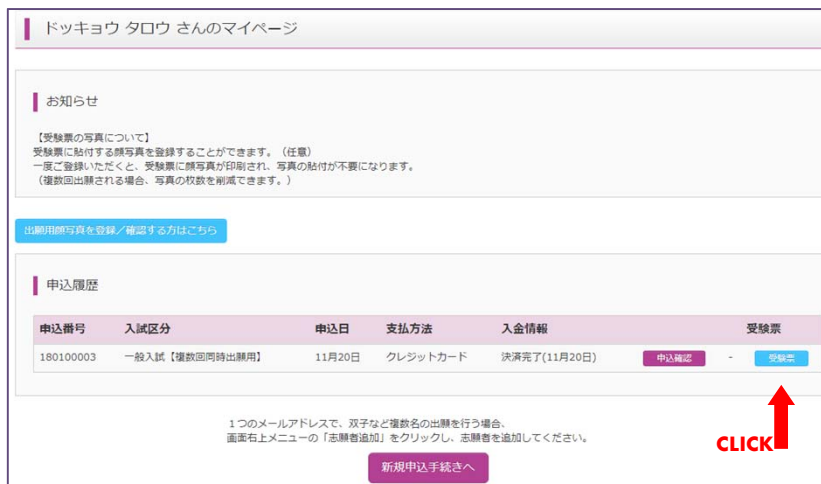 ドッキョウ タロウ さんのマイページ
お知らせ
【受験票の写真について】
受験票に貼付する顔写真を登録することができます。（任意）
一度ご登録いただくと、受験票に顔写真が印刷され、写真の貼付が不要になります。
（複数回出願される場合、写真の枚数を削減できます。）
出願用顔写真を登録／確認する方はこちら
申込履歴
申込番号 入試区分 申込日 支払方法 入金情報 受験票
180100003 一般入試【複数回同時出願用】 11月20日 クレジットカード 決済完了(11月20日) 申込確認 - 受験票
１つのメールアドレスで、双子など複数名の出願を行う場合、
画面右上メニューの「志願者追加」をクリックし、志願者を追加してください。
CLICK
新規申込手続きへ